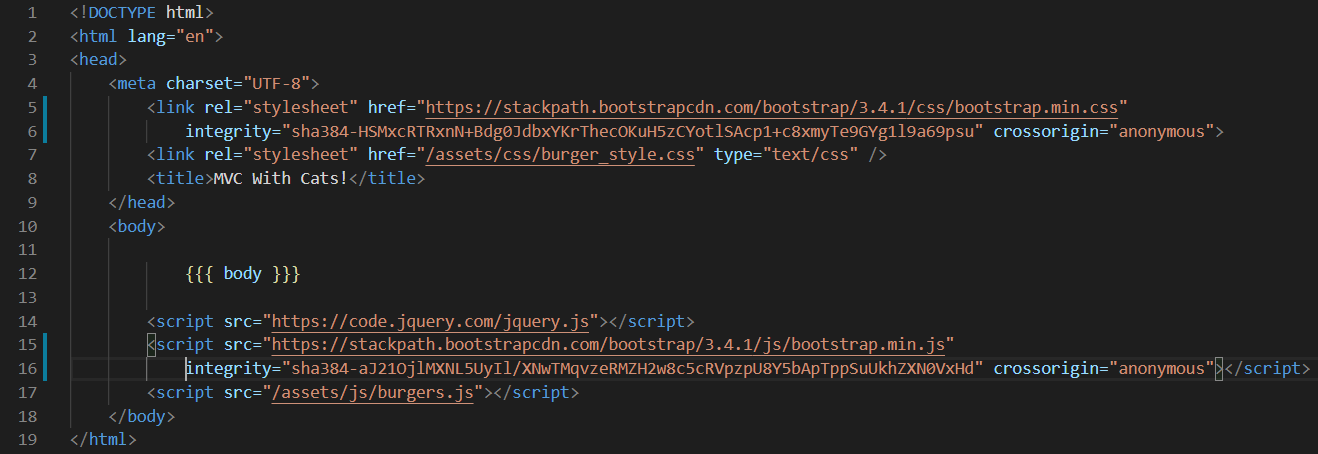 1 <!DOCTYPE html>
2 <html lang="en">
3 <head>
4 <meta charset="UTF-8">
5 <link rel="stylesheet" href="https://stackpath.bootstrapcdn.com/bootstrap/3.4.1/css/bootstrap.min.css"
6 integrity="sha384-HSMxcRTRxnN+Bdg0JdbxYKrThecOKuH5zCYotlSAcp1+c8xmyTe9GYg1l9a69psu" crossorigin="anonymous">
7 <link rel="stylesheet" href="/assets/css/burger_style.css" type="text/css" />
8 <title>MVC With Cats!</title>
9 </head>
10 <body>
11
12 {{{ body }}}
13
14 <script src="https://code.jquery.com/jquery.js"></script>
15 <script src="https://stackpath.bootstrapcdn.com/bootstrap/3.4.1/js/bootstrap.min.js"
16 integrity="sha384-aJ21OjlMXNL5UyIl/XNwTMqvzeRMZH2w8c5cRVpzpU8Y5bApTppSuUkhZXN0VxHd" crossorigin="anonymous"></script>
17 <script src="/assets/js/burgers.js"></script>
18 </body>
19 </html>